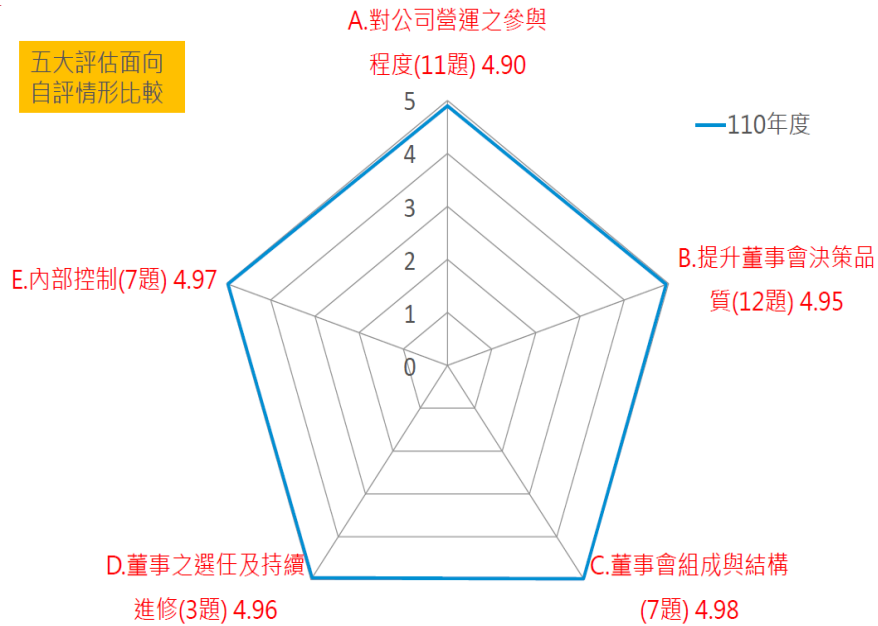 A.對公司營運之參與
程度(11題) 4.90
五大評估面向
自評情形比較
5
110年度
4
3
B.提升董事會決策品
質(12題) 4.95
2
E.內部控制(7題) 4.97
1
0
D.董事之選任及持續
進修(3題) 4.96
C.董事會組成與結構
(7題) 4.98